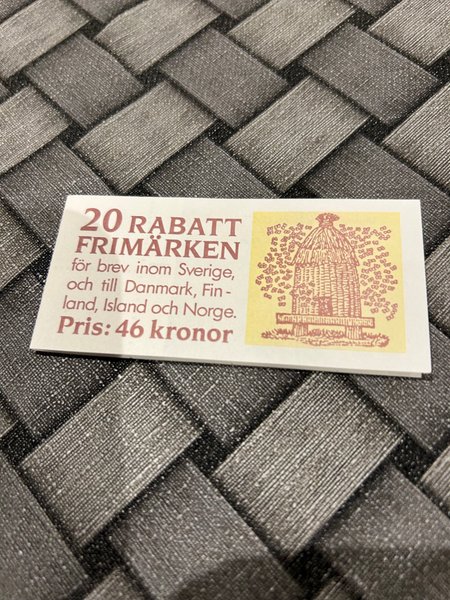 20 RABATT
FRIMÄRKEN
för brev inom Sverige,
och till Danmark, Fin-
land, Island och Norge.
Pris: 46 kronor